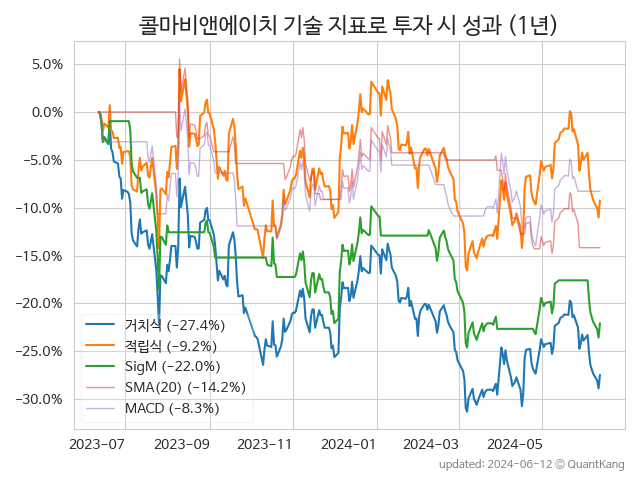 콜마비앤에이치 기술 지표로 투자 시 성과 (1년)
5.0%
0.0%
−5.0%
−10.0%
−15.0%
−20.0%
−25.0%
−30.0%
거치식 (−27.4%)
적립식 (−9.2%)
SigM (−22.0%)
SMA(20) (−14.2%)
MACD (−8.3%)
2023−07 2023−09 2023−11 2024−01 2024−03 2024−05
updated: 2024−06−12 © QuantKang